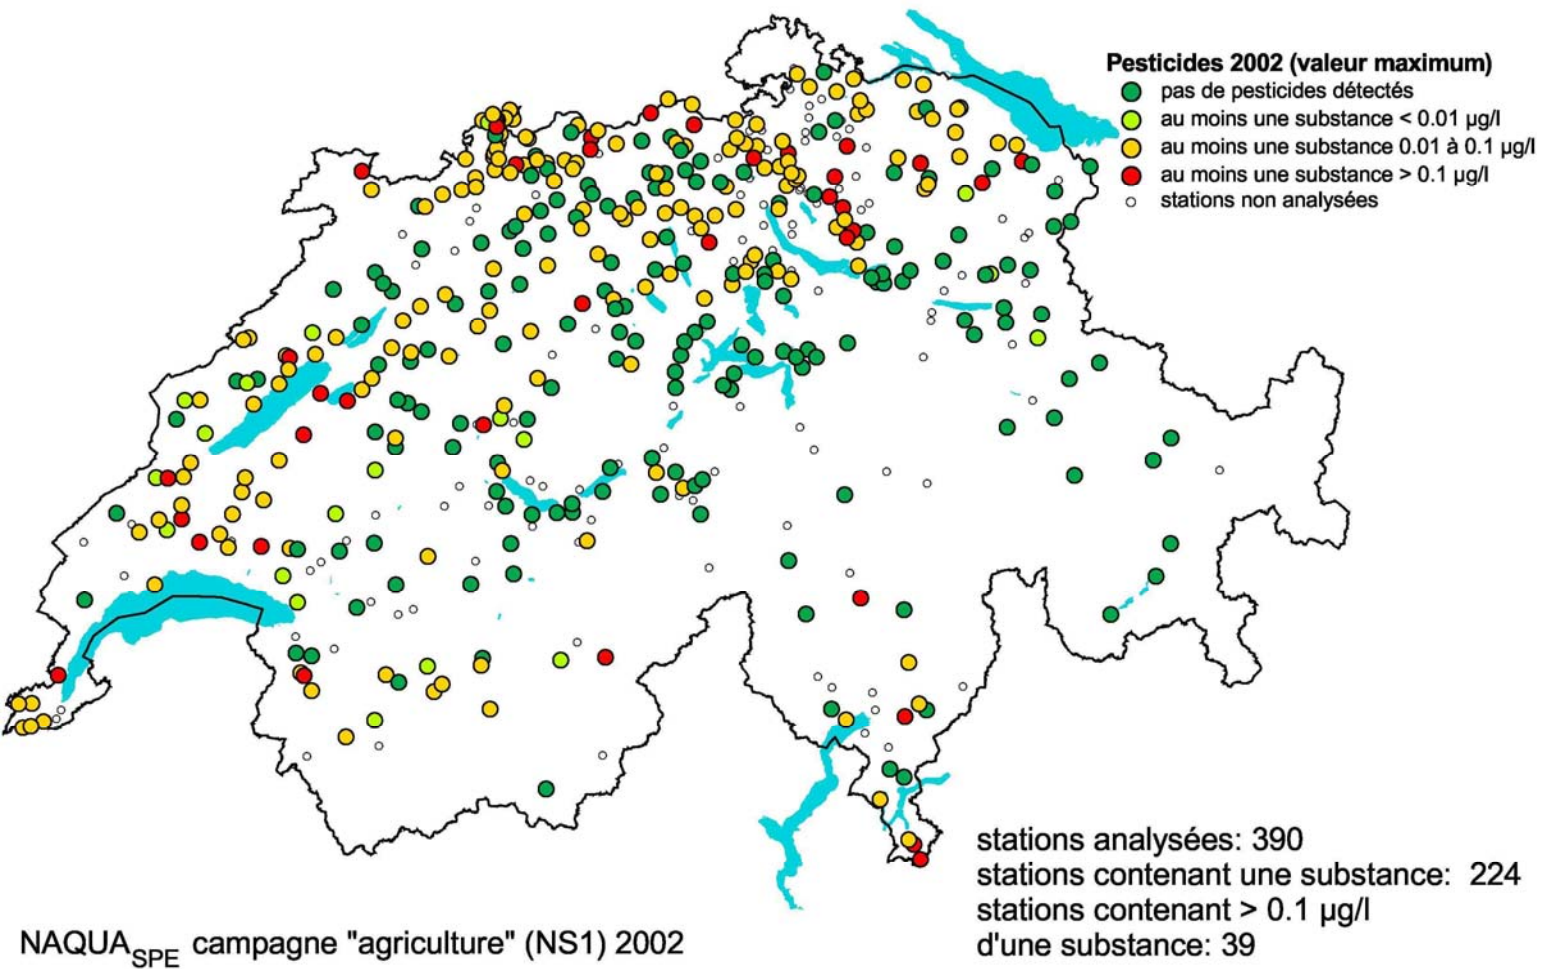 Pesticides 2002 (valeur maximum)
pas de pesticides détectés
au moins une substance < 0.01 µg/l
au moins une substance 0.01 à 0.1 µg/l
au moins une substance > 0.1 µg/l
stations non analysées
stations analysées: 390
stations contenant une substance: 224
stations contenant > 0.1 µg/l
d'une substance: 39
NAQUASPE campagne "agriculture" (NS1) 2002